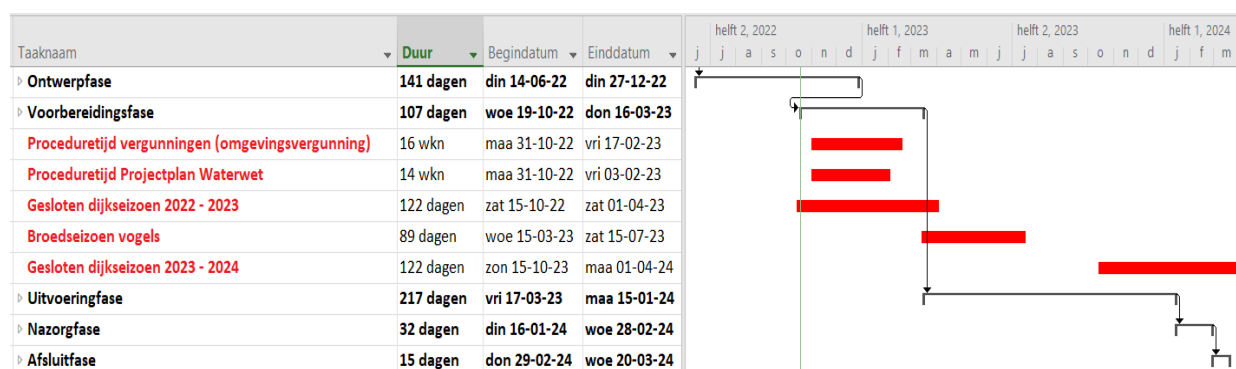 helft 2, 2022 helft 1, 2023 helft 2, 2023 helft 1, 2024
Taaknaam Duur Begindatum Einddatum j j a s o n d j f m a m j j a s o n d j f m
Ontwerpfase 141 dagen din 14-06-22 din 27-12-22
Voorbereidingsfase 107 dagen woe 19-10-22 don 16-03-23
Proceduretijd vergunningen (omgevingsvergunning) 16 wkn maa 31-10-22 vri 17-02-23
Proceduretijd Projectplan Waterwet 14 wkn maa 31-10-22 vri 03-02-23
Gesloten dijkseizoen 2022 - 2023 122 dagen zat 15-10-22 zat 01-04-23
Broedseizoen vogels 89 dagen woe 15-03-23 zat 15-07-23
Gesloten dijkseizoen 2023 - 2024 122 dagen zon 15-10-23 maa 01-04-24
Uitvoeringfase 217 dagen vri 17-03-23 maa 15-01-24
Nazorgfase 32 dagen din 16-01-24 woe 28-02-24
Afsluitfase 15 dagen don 29-02-24 woe 20-03-24